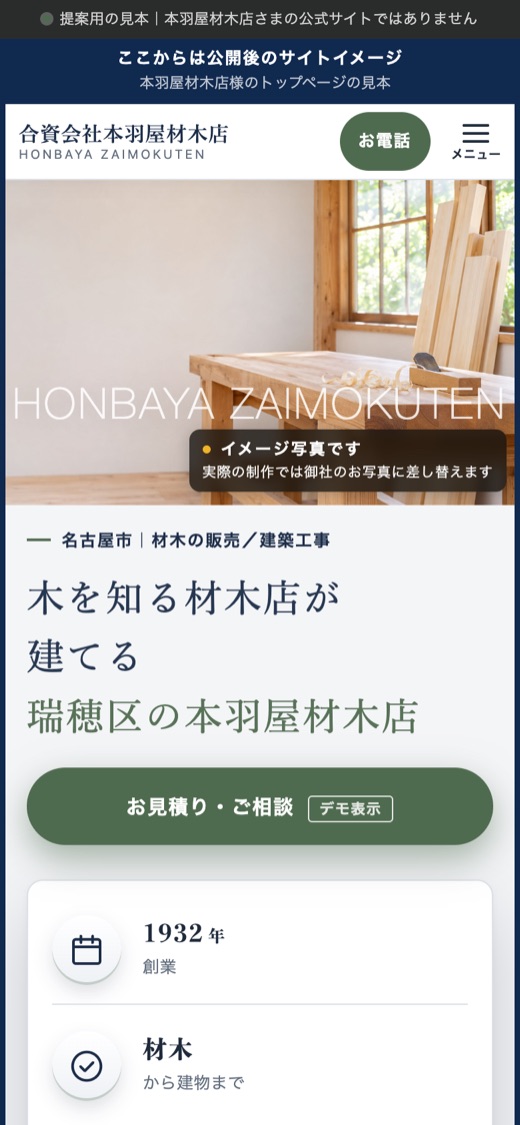 提案用の見本｜本羽屋材木店さまの公式サイトではありません
ここからは公開後のサイトイメージ
本羽屋材木店様のトップページの見本
合資会社本羽屋材木店
HONBAYA ZAIMOKUTEN
お電話
メニュー
HONBAYA ZAIMOKUTEN
イメージ写真です
実際の制作では御社のお写真に差し替えます
名古屋市｜材木の販売／建築工事
木を知る材木店が
建てる
瑞穂区の本羽屋材木店
お見積り・ご相談 デモ表示
1932年
創業
材木
から建物まで